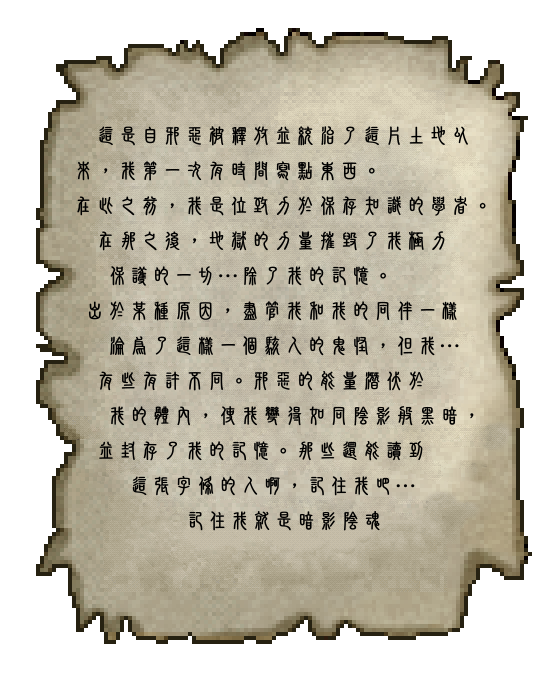 這是自邪惡被釋放並統治了這片土地以
來，我第一次有時間寫點東西。
在此之前，我是位致力於保存知識的學者。
在那之後，地獄的力量摧毀了我極力
保護的一切…除了我的記憶。
出於某種原因，盡管我和我的同伴一樣
淪為了這樣一個駭人的鬼怪，但我…
有些有許不同。邪惡的能量潛伏於
我的體內，使我變得如同陰影般黑暗，
並封存了我的記憶。那些還能讀到
這張字條的人啊，記住我吧…
記住我就是暗影陰魂